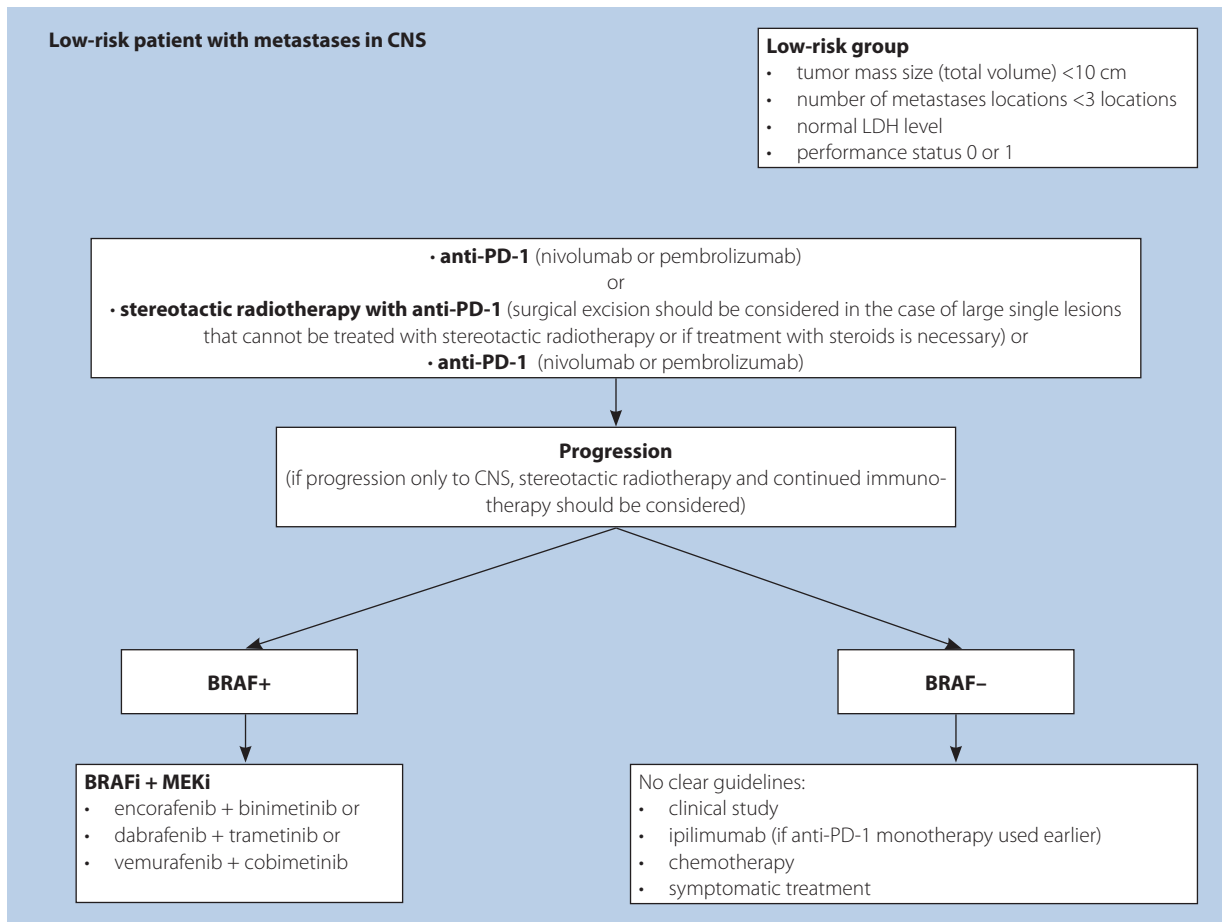 Low-risk patient with metastases in CNS
Low-risk group
• tumor mass size (total volume) <10 cm
• number of metastases locations <3 locations
• normal LDH level
• performance status 0 or 1
• anti-PD-1 (nivolumab or pembrolizumab)
or
• stereotactic radiotherapy with anti-PD-1 (surgical excision should be considered in the case of large single lesions
that cannot be treated with stereotactic radiotherapy or if treatment with steroids is necessary) or
• anti-PD-1 (nivolumab or pembrolizumab)
Progression
(if progression only to CNS, stereotactic radiotherapy and continued immuno-
therapy should be considered)
BRAF+
BRAF–
BRAFi + MEKi
• encorafenib + binimetinib or
• dabrafenib + trametinib or
• vemurafenib + cobimetinib
No clear guidelines:
• clinical study
• ipilimumab (if anti-PD-1 monotherapy used earlier)
• chemotherapy
• symptomatic treatment